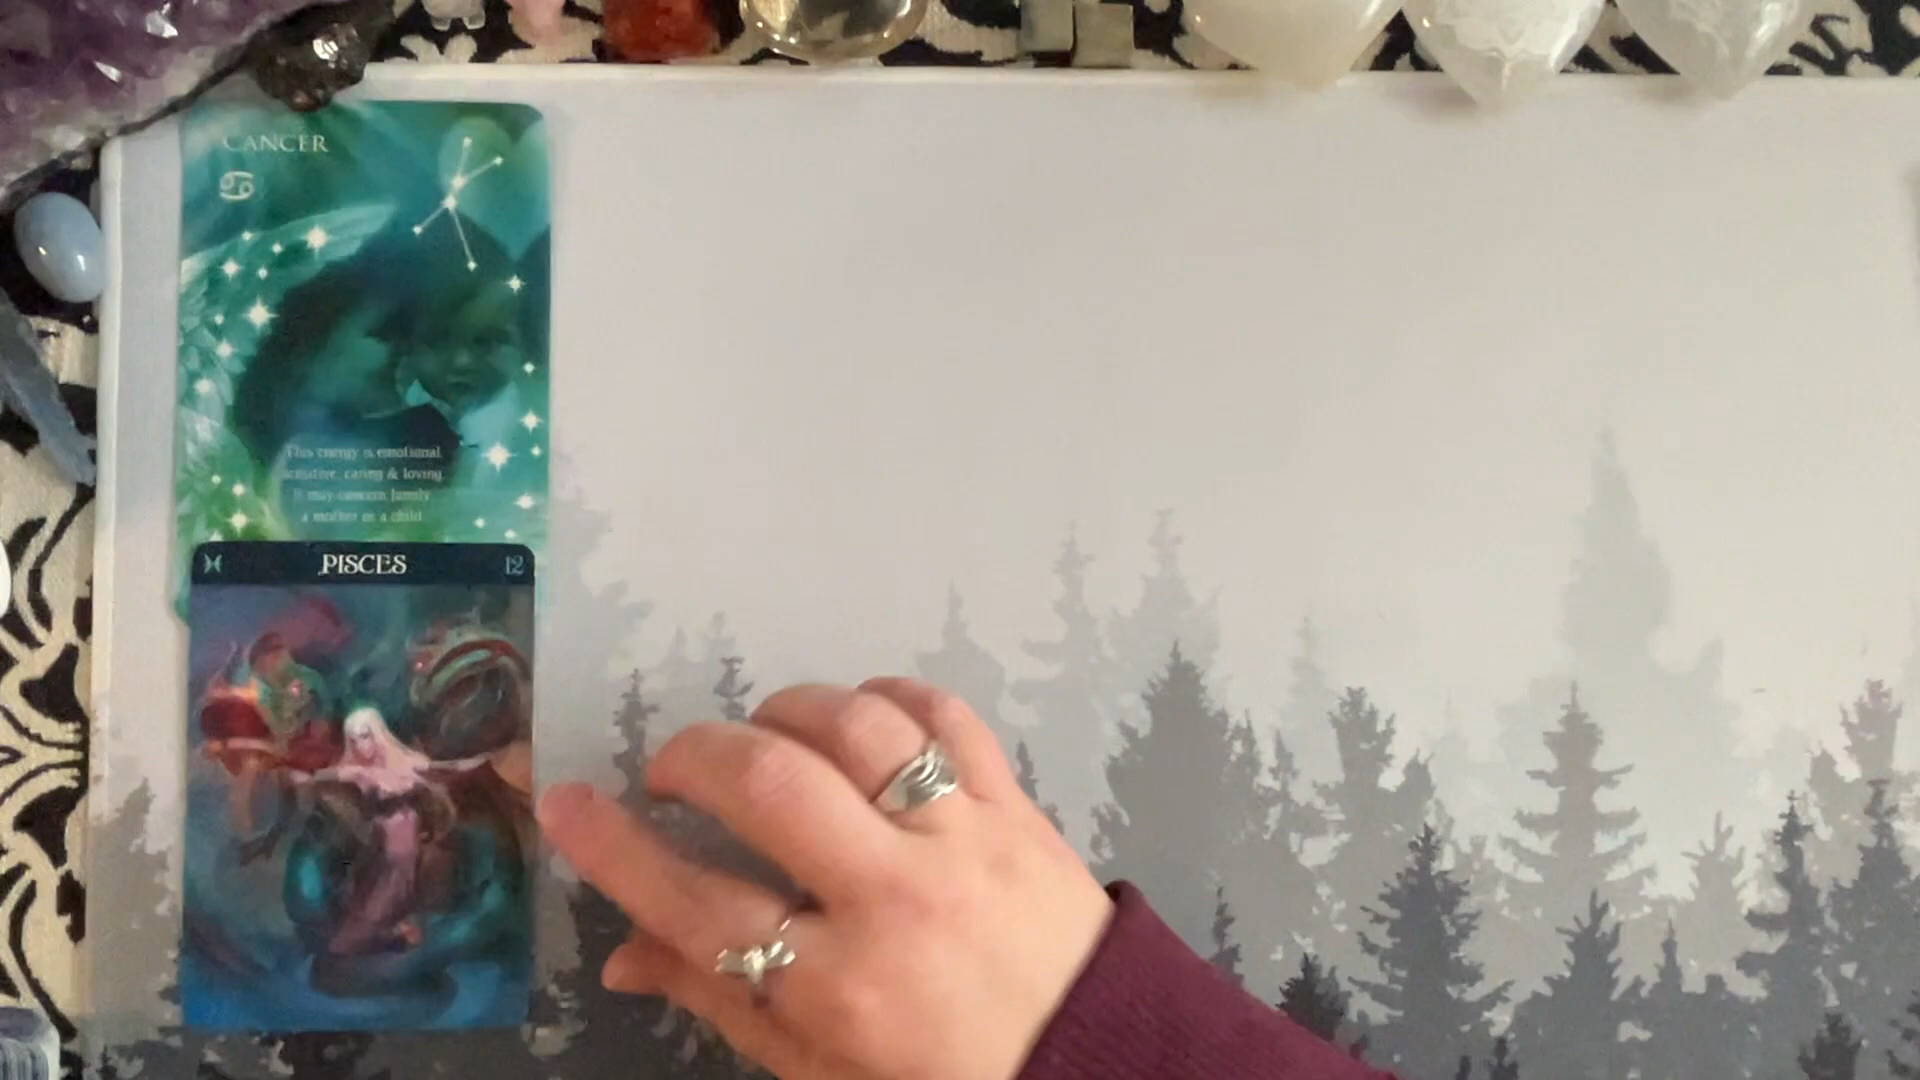 CANCER
♋
This energy is emotional,
sensitive, caring & loving.
It may concern family,
a mother or a child.
♓ PISCES 12